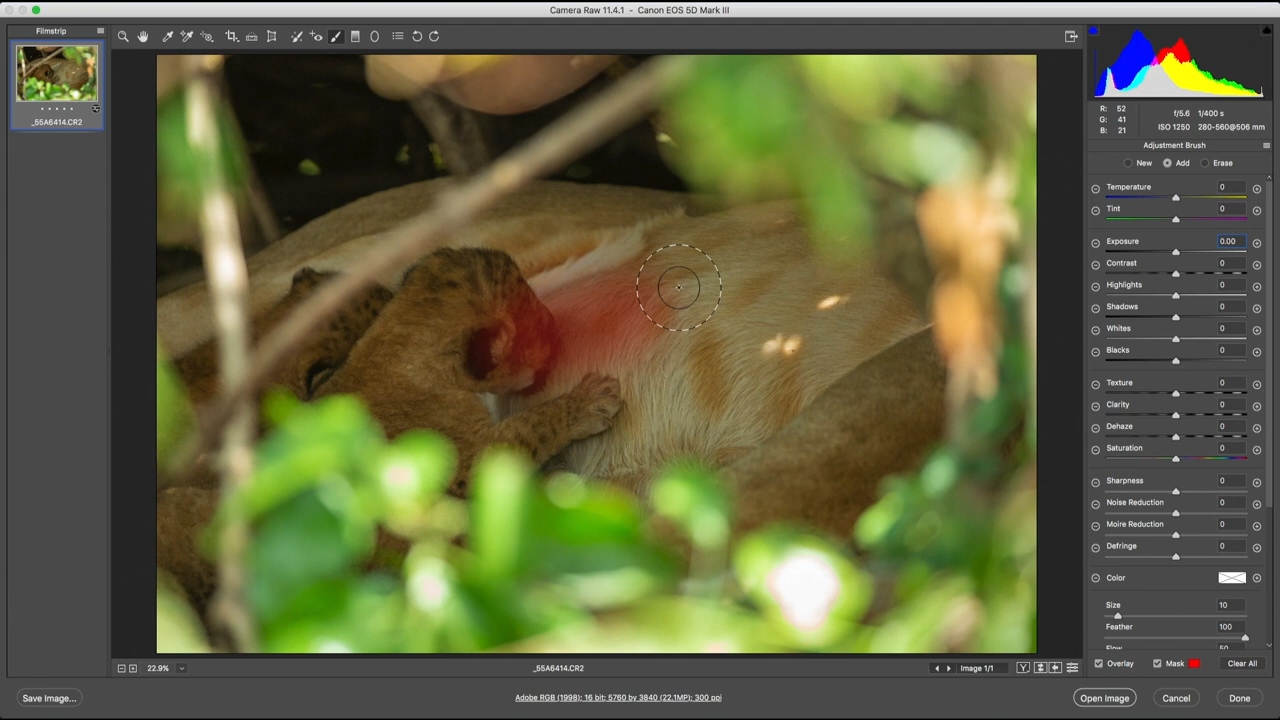 Camera Raw 11.4.1 - Canon EOS 5D Mark III
Filmstrip
_55A6414.CR2
R: 52
G: 41
B: 21
f/5.6 1/400 s
ISO 1250 280-560@506 mm
Adjustment Brush
New Add Erase
Temperature 0
Tint 0
Exposure 0.00
Contrast 0
Highlights 0
Shadows 0
Whites 0
Blacks 0
Texture 0
Clarity 0
Dehaze 0
Saturation 0
Sharpness 0
Noise Reduction 0
Moire Reduction 0
Defringe 0
Color
Size 10
Feather 100
Flow 50
22.9%
_55A6414.CR2
Image 1/1
Y
Overlay Mask Clear All
Save Image...
Adobe RGB (1998); 16 bit; 5760 by 3840 (22.1MP); 300 ppi
Open Image Cancel Done